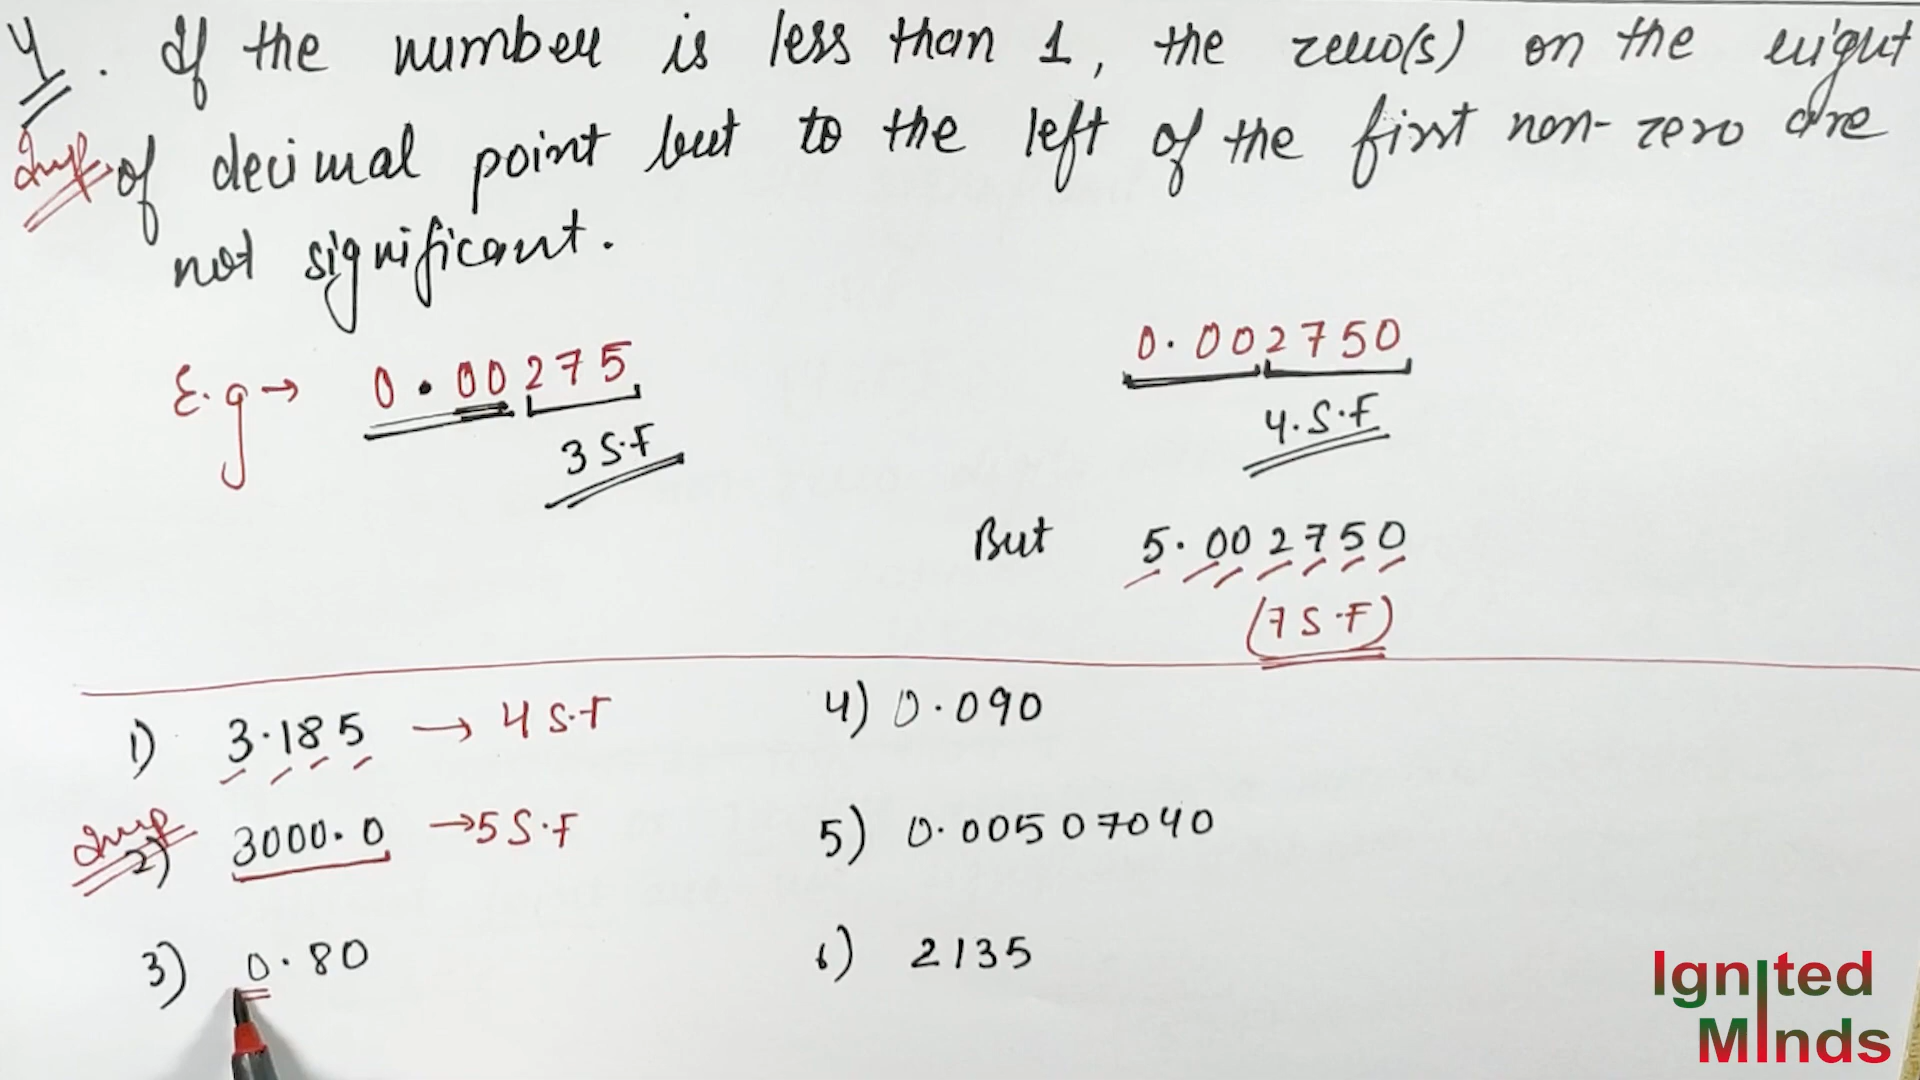 4. If the number is less than 1, the zero(s) on the right
Imp of decimal point but to the left of the first non-zero are
not significant.
E.g → 0.00275
3 S.F
0.002750
4.S.F
But 5.002750
(7 S.F)
1) 3.185 → 4 S.F
Imp 2) 3000.0 → 5 S.F
3) 0.80
4) 0.090
5) 0.00507040
6) 2135
Ignited
Minds